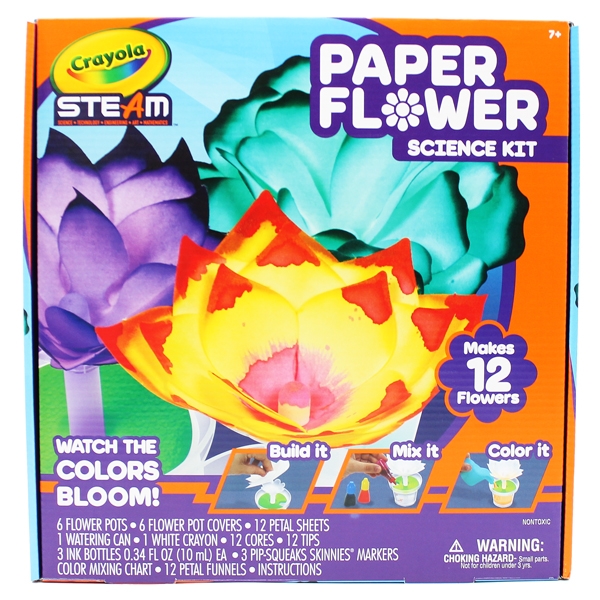 Crayola
STEAM
SCIENCE • TECHNOLOGY • ENGINEERING • ART • MATHEMATICS
7+
PAPER
FLOWER
SCIENCE KIT
Makes
12
Flowers
WATCH THE
COLORS
BLOOM!
Build it
Mix it
Color it
NONTOXIC
6 FLOWER POTS • 6 FLOWER POT COVERS • 12 PETAL SHEETS
1 WATERING CAN • 1 WHITE CRAYON • 12 CORES • 12 TIPS
3 INK BOTTLES 0.34 FL OZ (10 mL) EA • 3 PIP-SQUEAKS SKINNIES® MARKERS
COLOR MIXING CHART • 12 PETAL FUNNELS • INSTRUCTIONS
WARNING:
CHOKING HAZARD- Small parts.
Not for children under 3 yrs.